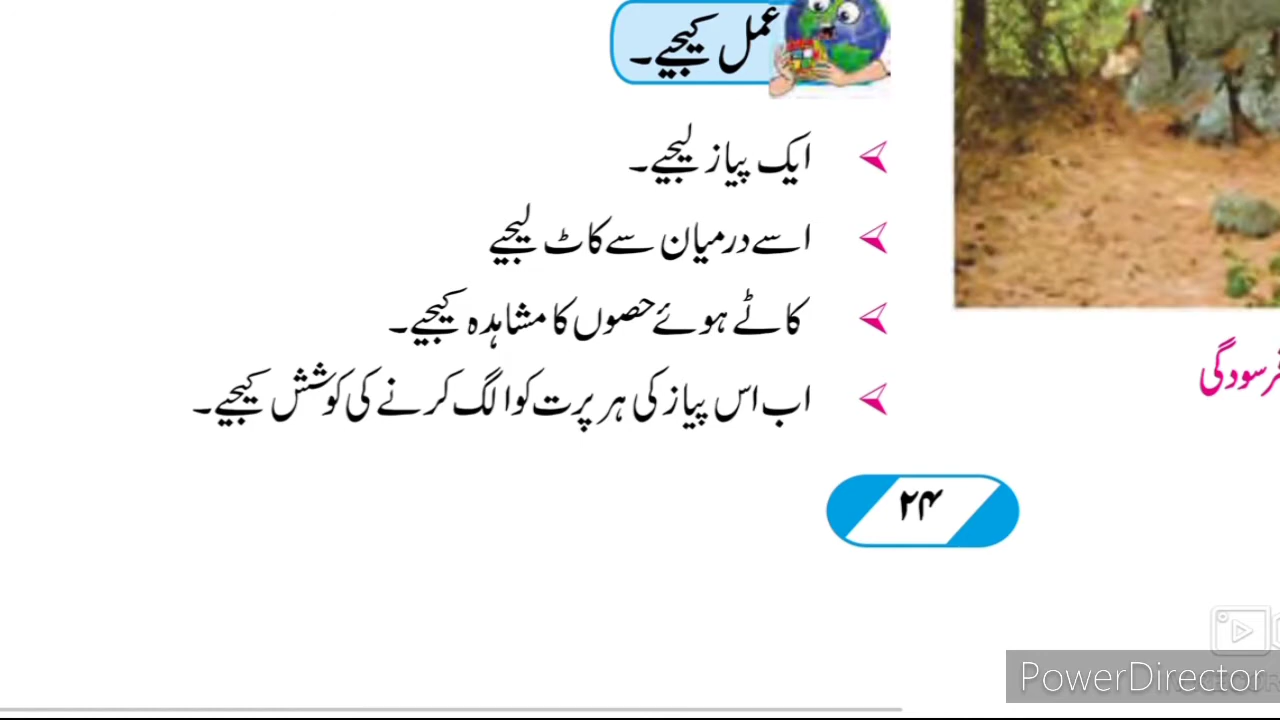 عمل کیجیے۔
ایک پیاز لیجیے۔
اسے درمیان سے کاٹ لیجیے
کاٹے ہوئے حصوں کا مشاہدہ کیجیے۔
اب اس پیاز کی ہر پرت کو الگ کرنے کی کوشش کیجیے۔
فرسودگی
۲۴
PowerDirector